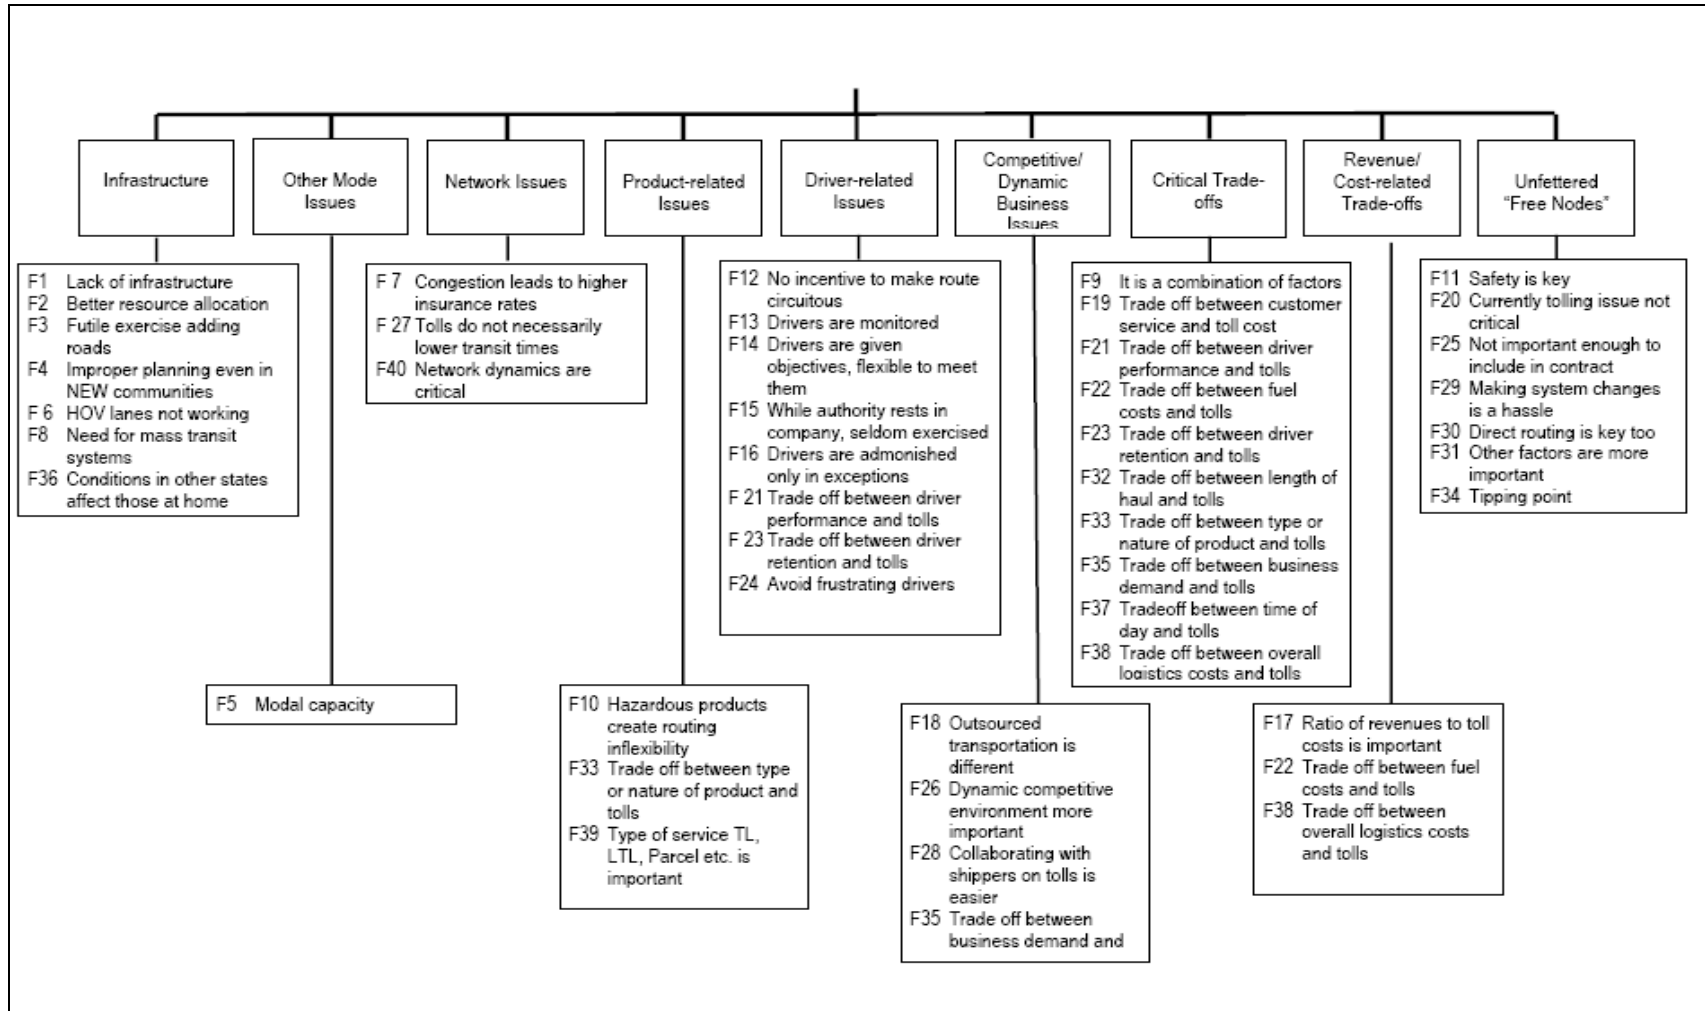 Infrastructure
Other Mode
Issues
Network Issues
Product-related
Issues
Driver-related
Issues
Competitive/
Dynamic
Business
Issues
Critical Trade-
offs
Revenue/
Cost-related
Trade-offs
Unfettered
“Free Nodes”
F1 Lack of infrastructure
F2 Better resource allocation
F3 Futile exercise adding
roads
F4 Improper planning even in
NEW communities
F 6 HOV lanes not working
F8 Need for mass transit
systems
F36 Conditions in other states
affect those at home
F5 Modal capacity
F 7 Congestion leads to higher
insurance rates
F 27 Tolls do not necessarily
lower transit times
F40 Network dynamics are
critical
F10 Hazardous products
create routing
inflexibility
F33 Trade off between type
or nature of product and
tolls
F39 Type of service TL,
LTL, Parcel etc. is
important
F12 No incentive to make route
circuitous
F13 Drivers are monitored
F14 Drivers are given
objectives, flexible to meet
them
F15 While authority rests in
company, seldom exercised
F16 Drivers are admonished
only in exceptions
F 21 Trade off between driver
performance and tolls
F 23 Trade off between driver
retention and tolls
F24 Avoid frustrating drivers
F18 Outsourced
transportation is
different
F26 Dynamic competitive
environment more
important
F28 Collaborating with
shippers on tolls is
easier
F35 Trade off between
business demand and
F9 It is a combination of factors
F19 Trade off between customer
service and toll cost
F21 Trade off between driver
performance and tolls
F22 Trade off between fuel
costs and tolls
F23 Trade off between driver
retention and tolls
F32 Trade off between length of
haul and tolls
F33 Trade off between type or
nature of product and tolls
F35 Trade off between business
demand and tolls
F37 Tradeoff between time of
day and tolls
F38 Trade off between overall
logistics costs and tolls
F17 Ratio of revenues to toll
costs is important
F22 Trade off between fuel
costs and tolls
F38 Trade off between
overall logistics costs
and tolls
F11 Safety is key
F20 Currently tolling issue not
critical
F25 Not important enough to
include in contract
F29 Making system changes
is a hassle
F30 Direct routing is key too
F31 Other factors are more
important
F34 Tipping point